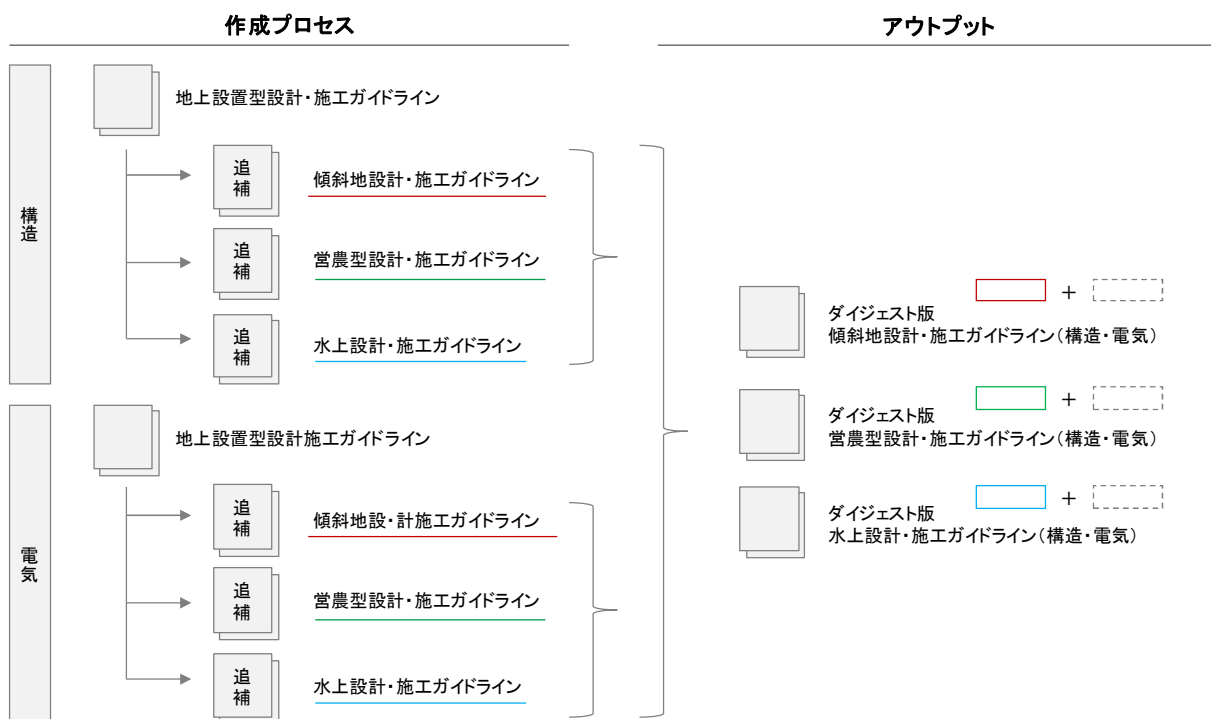 作成プロセス
アウトプット
構造
地上設置型設計・施工ガイドライン
追補
傾斜地設計・施工ガイドライン
追補
営農型設計・施工ガイドライン
追補
水上設計・施工ガイドライン
電気
地上設置型設計施工ガイドライン
追補
傾斜地設・計施工ガイドライン
追補
営農型設計・施工ガイドライン
追補
水上設計・施工ガイドライン
+
ダイジェスト版
傾斜地設計・施工ガイドライン(構造・電気)
+
ダイジェスト版
営農型設計・施工ガイドライン(構造・電気)
+
ダイジェスト版
水上設計・施工ガイドライン(構造・電気)